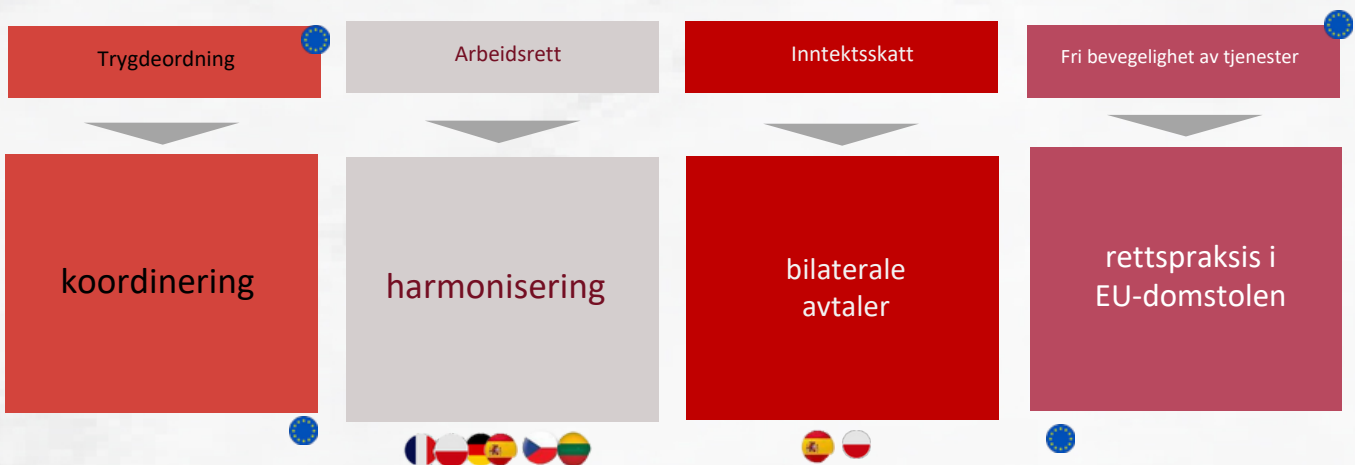 Trygdeordning
Arbeidsrett
Inntektsskatt
Fri bevegelighet av tjenester
koordinering
harmonisering
bilaterale
avtaler
rettspraksis i
EU-domstolen